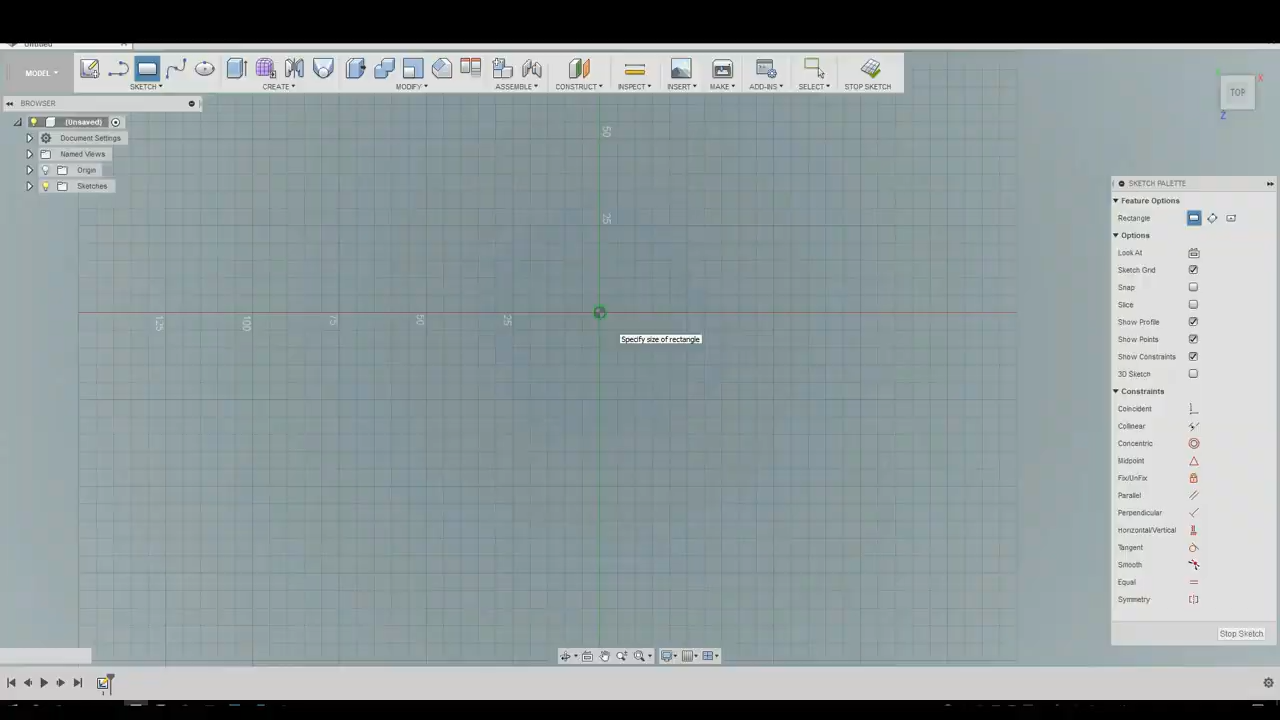 Untitled
MODEL
SKETCH CREATE MODIFY ASSEMBLE CONSTRUCT INSPECT INSERT MAKE ADD-INS SELECT STOP SKETCH
TOP
X
Z
BROWSER
(Unsaved)
Document Settings
Named Views
Origin
Sketches
50
25
125 100 75 50 25
Specify size of rectangle
SKETCH PALETTE
Feature Options
Rectangle
Options
Look At
Sketch Grid
Snap
Slice
Show Profile
Show Points
Show Constraints
3D Sketch
Constraints
Coincident
Collinear
Concentric
Midpoint
Fix/UnFix
Parallel
Perpendicular
Horizontal/Vertical
Tangent
Smooth
Equal
Symmetry
Stop Sketch